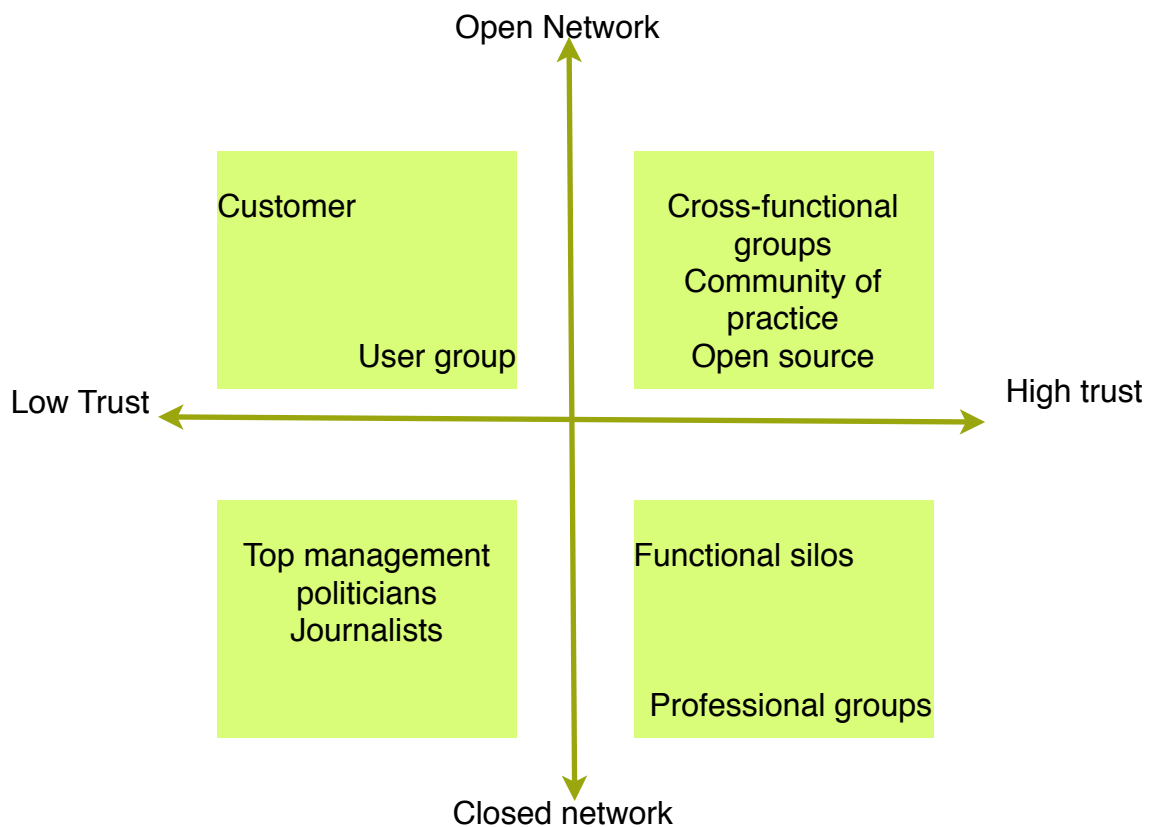 Open Network
Customer
User group
Cross-functional
groups
Community of
practice
Open source
Low Trust
High trust
Top management
politicians
Journalists
Functional silos
Professional groups
Closed network